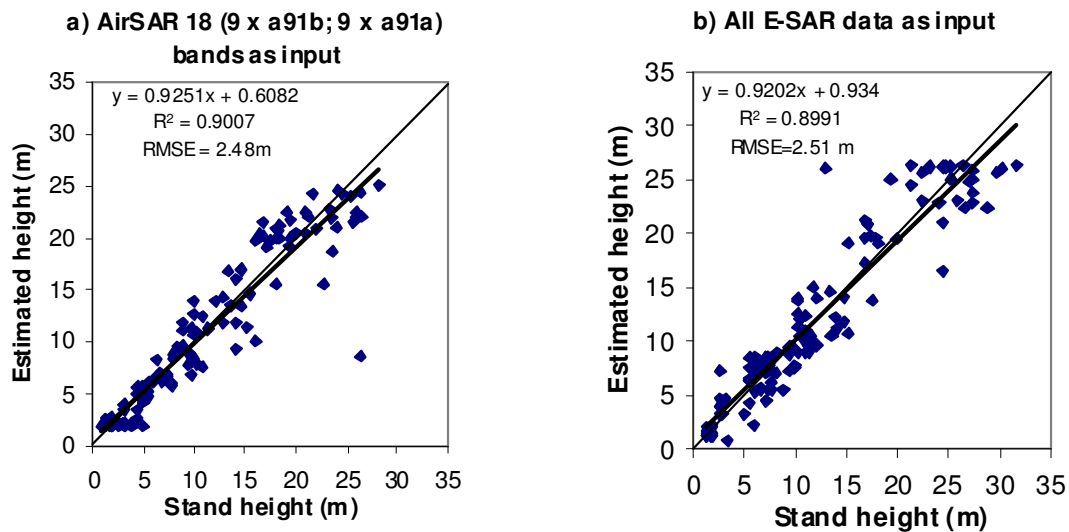 a) AirSAR 18 (9 x a91b; 9 x a91a)
bands as input
35
30
25
20
15
10
5
0
Estimated height (m)
y = 0.9251x + 0.6082
R² = 0.9007
RMSE = 2.48m
0 5 10 15 20 25 30 35
Stand height (m)
b) All E-SAR data as input
35
30
25
20
15
10
5
0
Estimated height (m)
y = 0.9202x + 0.934
R² = 0.8991
RMSE=2.51 m
0 5 10 15 20 25 30 35
Stand height (m)